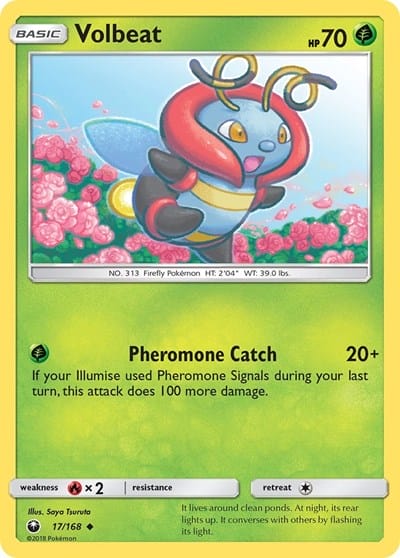 BASIC Volbeat HP 70
NO. 313 Firefly Pokémon HT: 2'04" WT: 39.0 lbs.
Pheromone Catch 20+
If your Illumise used Pheromone Signals during your last
turn, this attack does 100 more damage.
weakness × 2 resistance retreat
Illus. Saya Tsuruta
17/168
©2018 Pokémon
It lives around clean ponds. At night, its rear
lights up. It converses with others by flashing
its light.